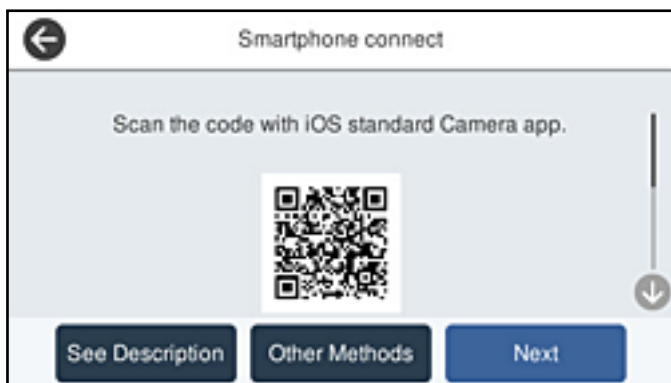 Smartphone connect
Scan the code with iOS standard Camera app.
See Description
Other Methods
Next